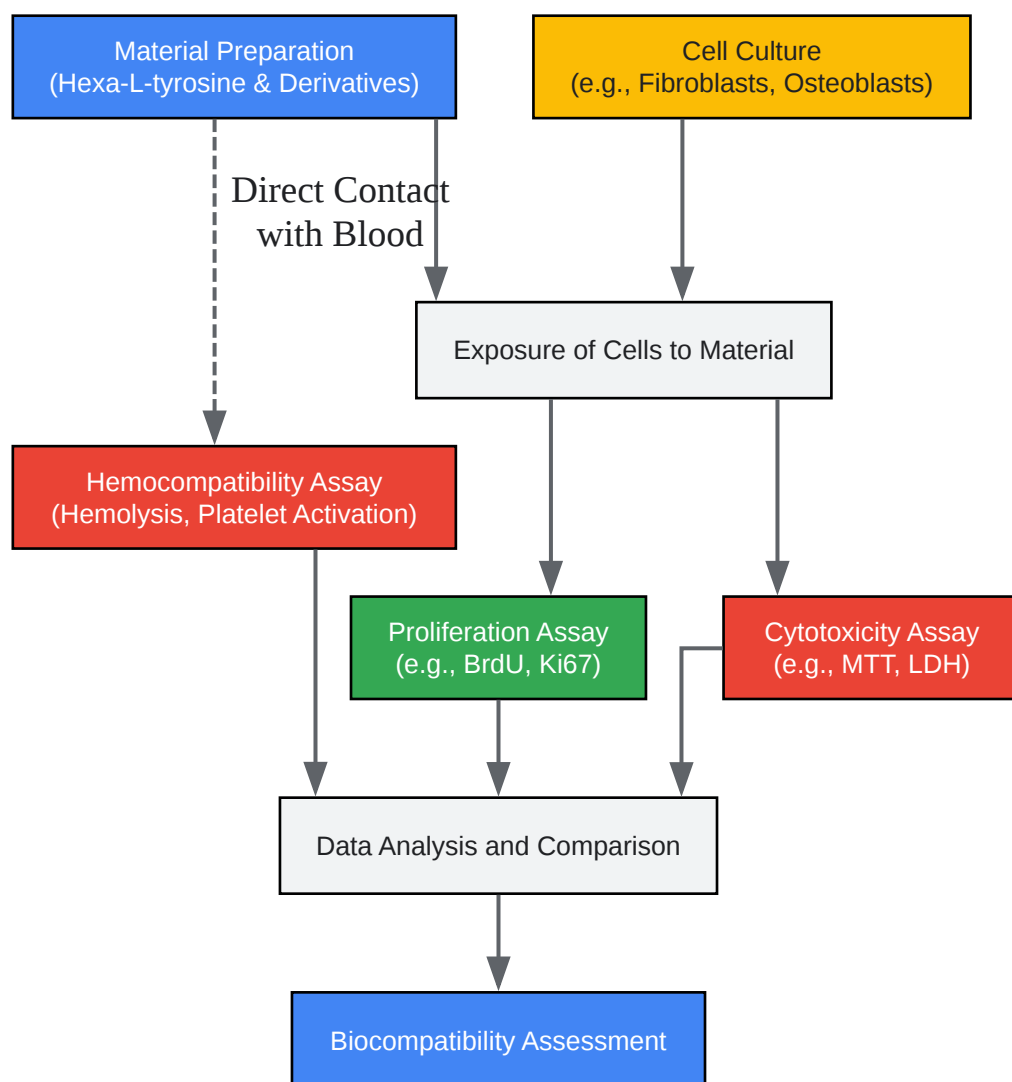 Material Preparation
(Hexa-L-tyrosine & Derivatives)
Cell Culture
(e.g., Fibroblasts, Osteoblasts)
Direct Contact
with Blood
Exposure of Cells to Material
Hemocompatibility Assay
(Hemolysis, Platelet Activation)
Proliferation Assay
(e.g., BrdU, Ki67)
Cytotoxicity Assay
(e.g., MTT, LDH)
Data Analysis and Comparison
Biocompatibility Assessment